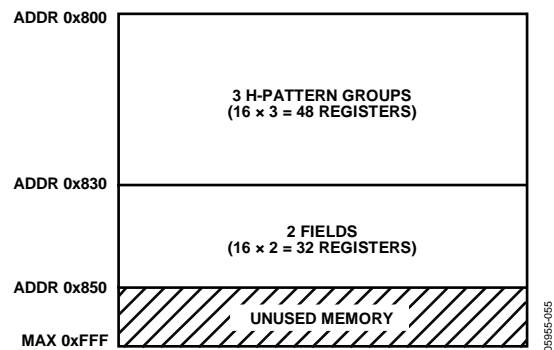 ADDR 0x800
3 H-PATTERN GROUPS
(16 × 3 = 48 REGISTERS)
ADDR 0x830
2 FIELDS
(16 × 2 = 32 REGISTERS)
ADDR 0x850
UNUSED MEMORY
MAX 0xFFF
05955-055